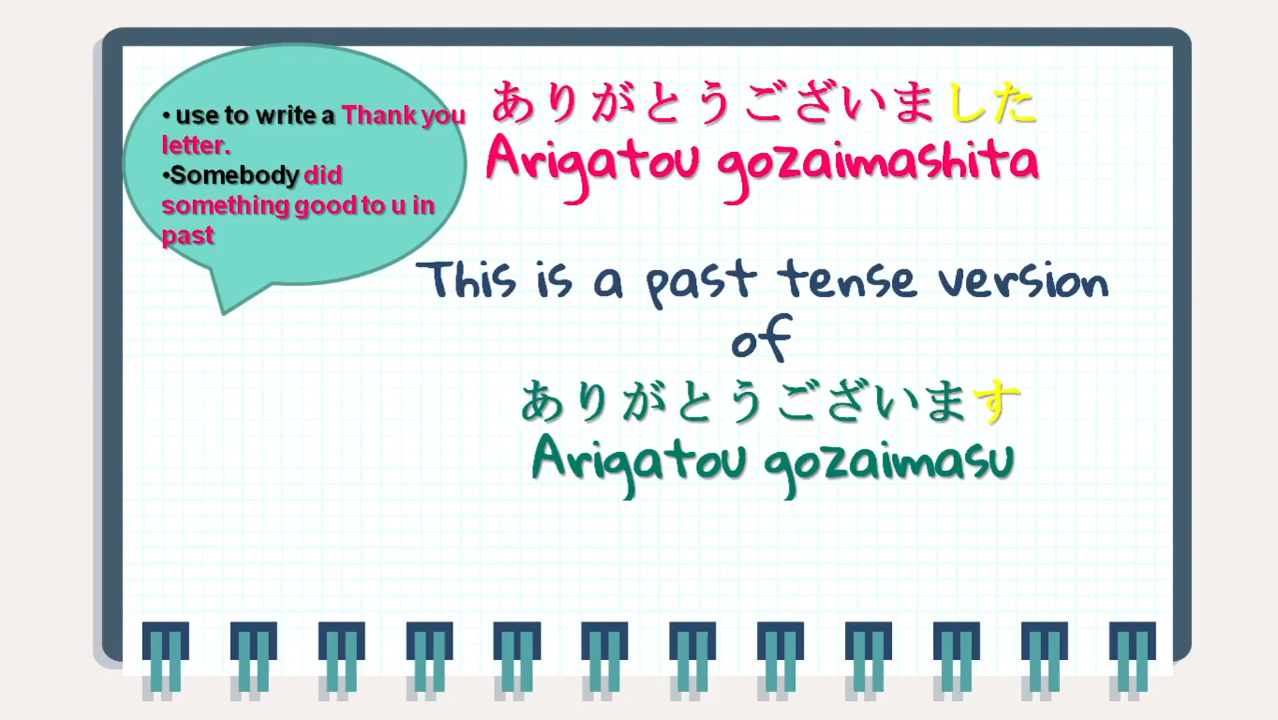 • use to write a Thank you
letter.
•Somebody did
something good to u in
past
ありがとうございました
Arigatou gozaimashita
This is a past tense version
of
ありがとうございます
Arigatou gozaimasu